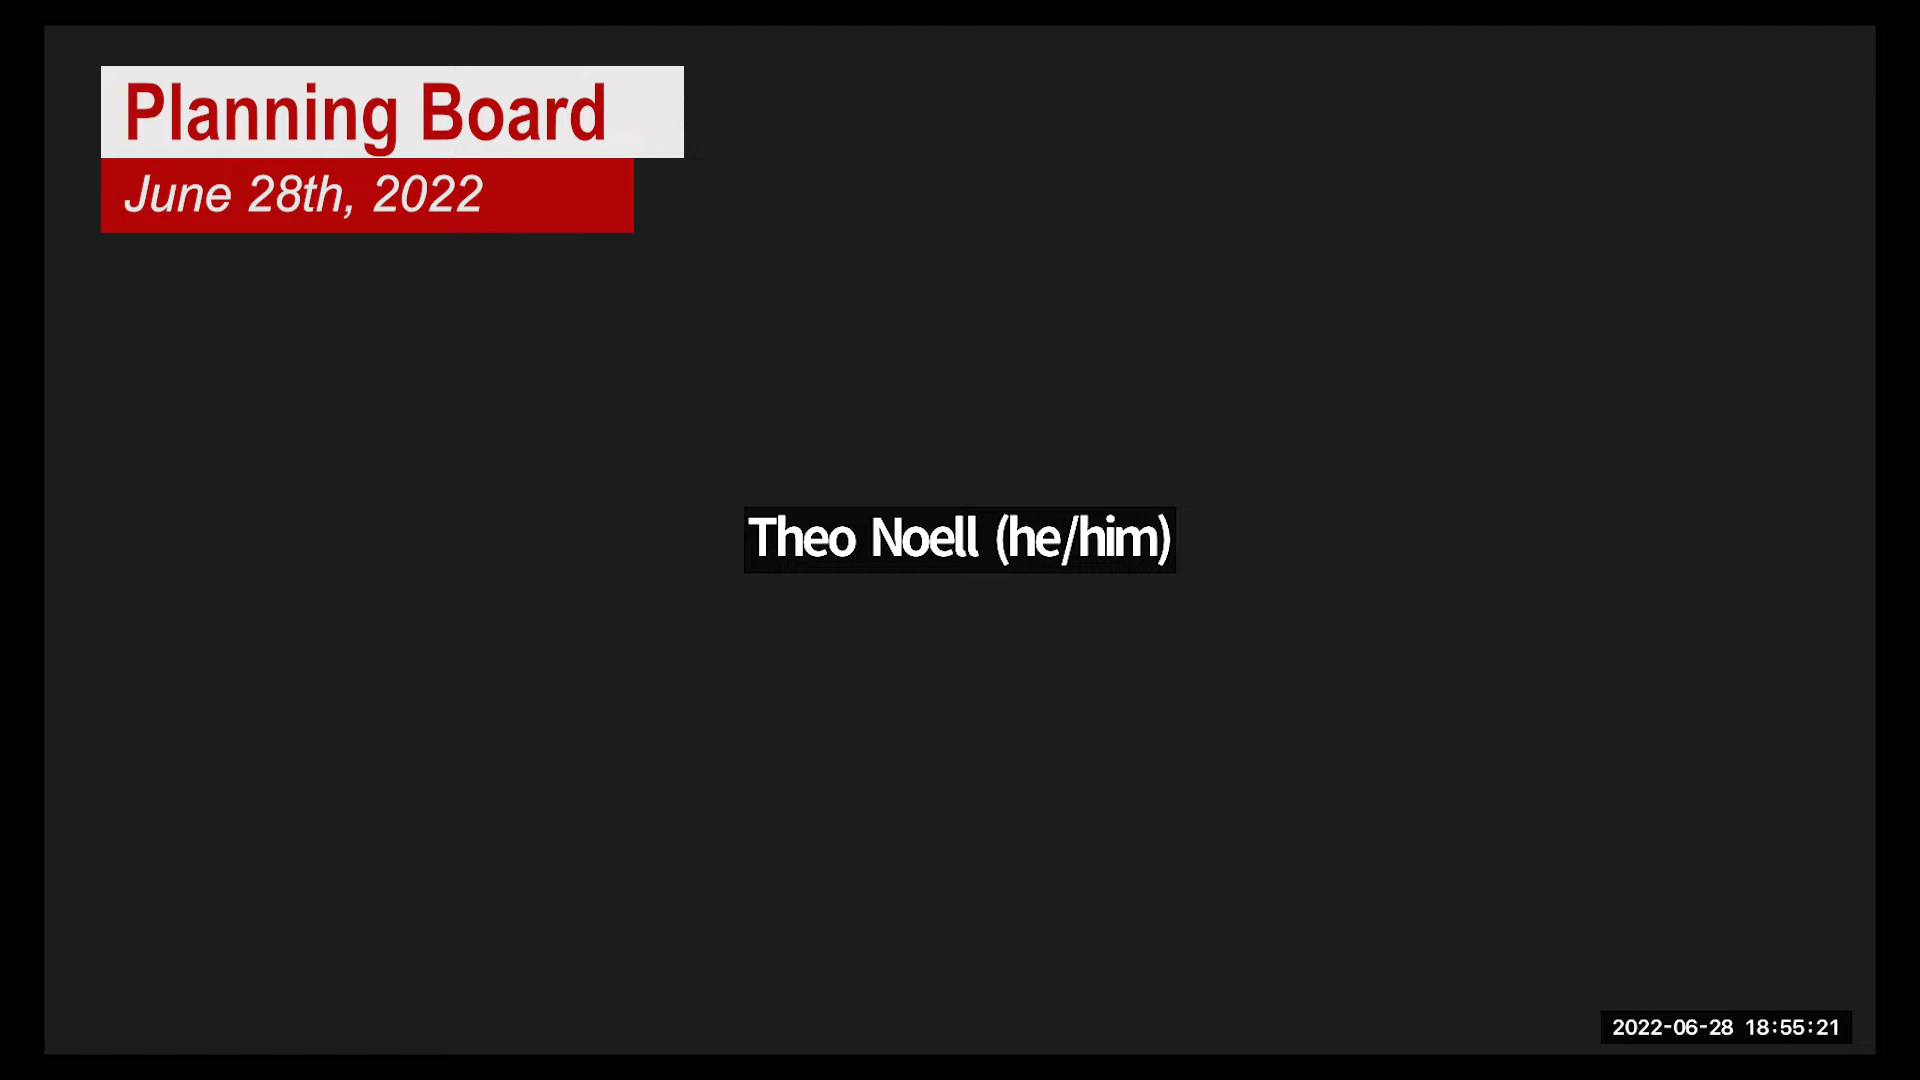 Planning Board
June 28th, 2022
Theo Noell (he/him)
2022-06-28 18:55:21